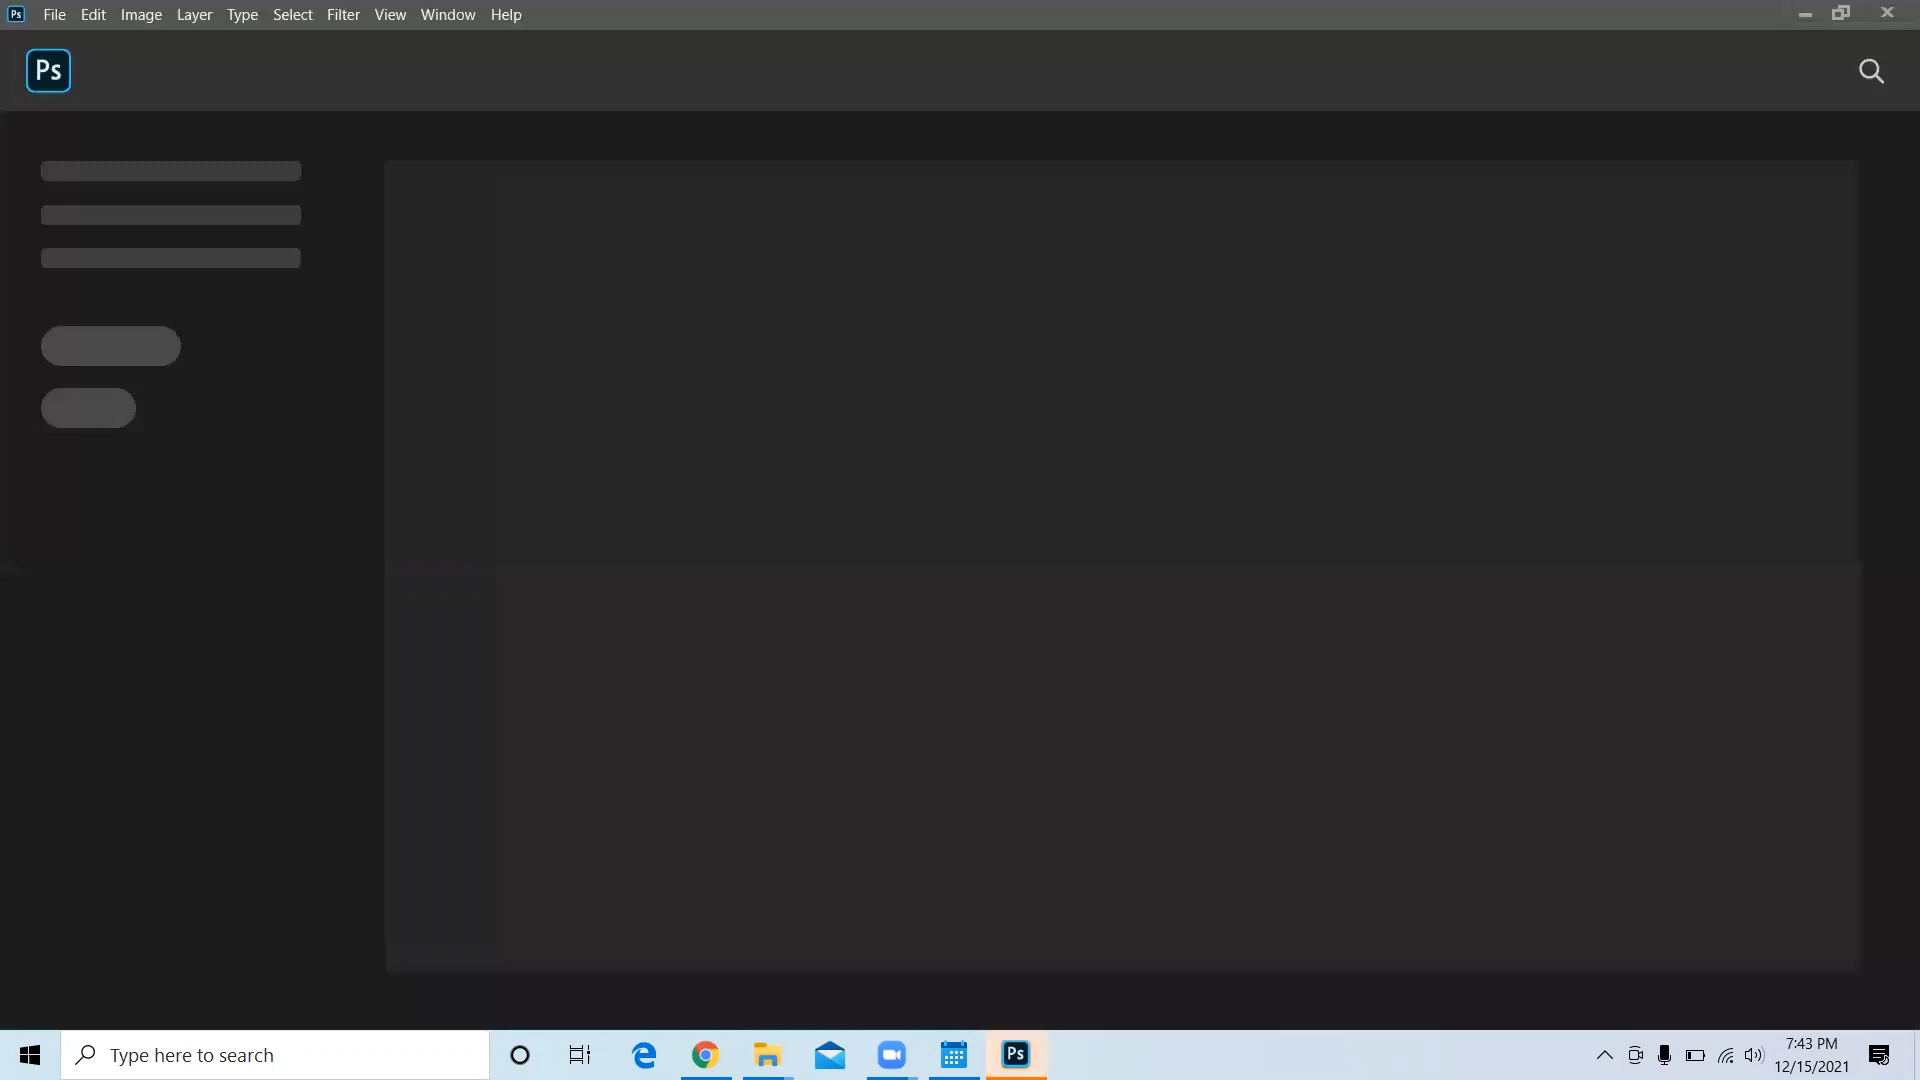 Ps File Edit Image Layer Type Select Filter View Window Help
Ps
Type here to search
Ps
7:43 PM
12/15/2021